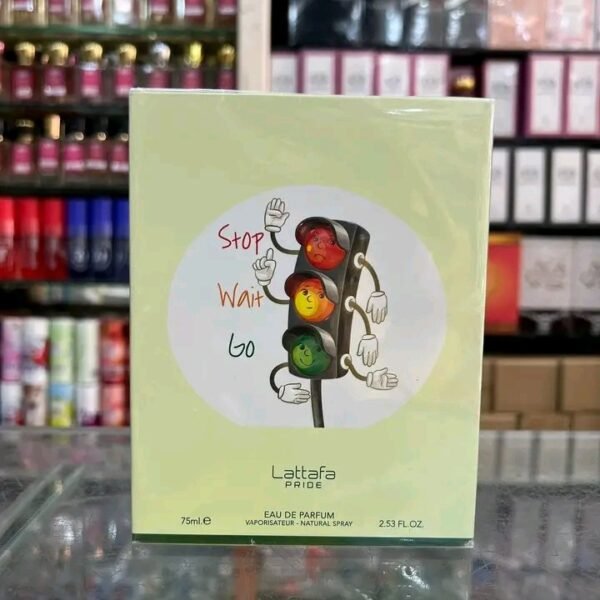 Stop
Wait
Go
Lattafa
PRIDE
EAU DE PARFUM
75ml.e VAPORISATEUR - NATURAL SPRAY 2.53 FL.OZ.